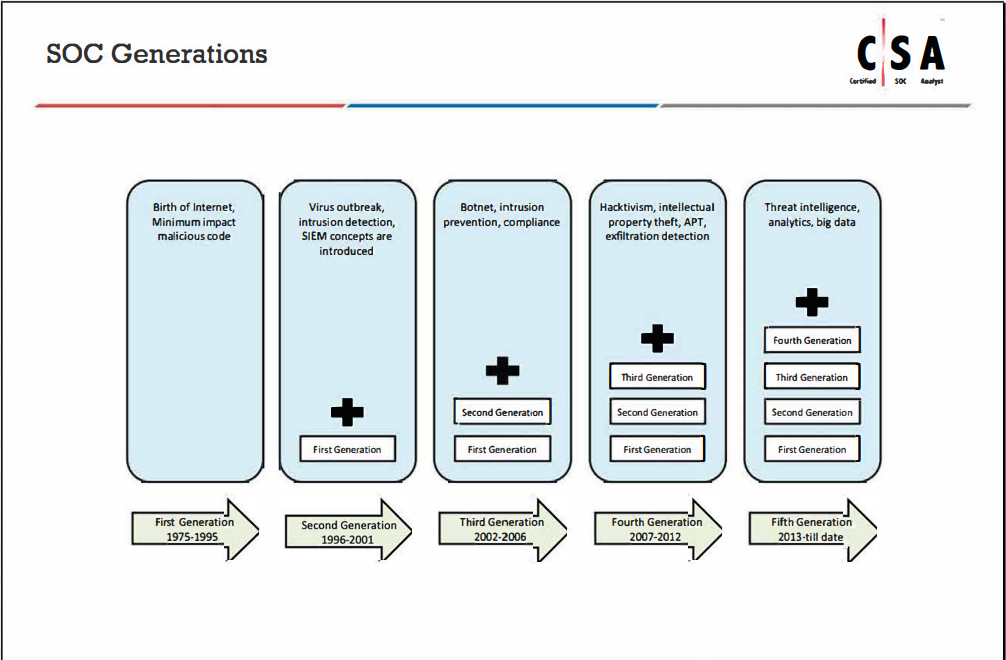 SOC Generations
CSA
Certified SOC Analyst
Birth of Internet,
Minimum impact
malicious code
First Generation
1975-1995
Virus outbreak,
intrusion detection,
SIEM concepts are
introduced
First Generation
Second Generation
1996-2001
Botnet, intrusion
prevention, compliance
Second Generation
First Generation
Third Generation
2002-2006
Hacktivism, intellectual
property theft, APT,
exfiltration detection
Third Generation
Second Generation
First Generation
Fourth Generation
2007-2012
Threat intelligence,
analytics, big data
Fourth Generation
Third Generation
Second Generation
First Generation
Fifth Generation
2013-till date